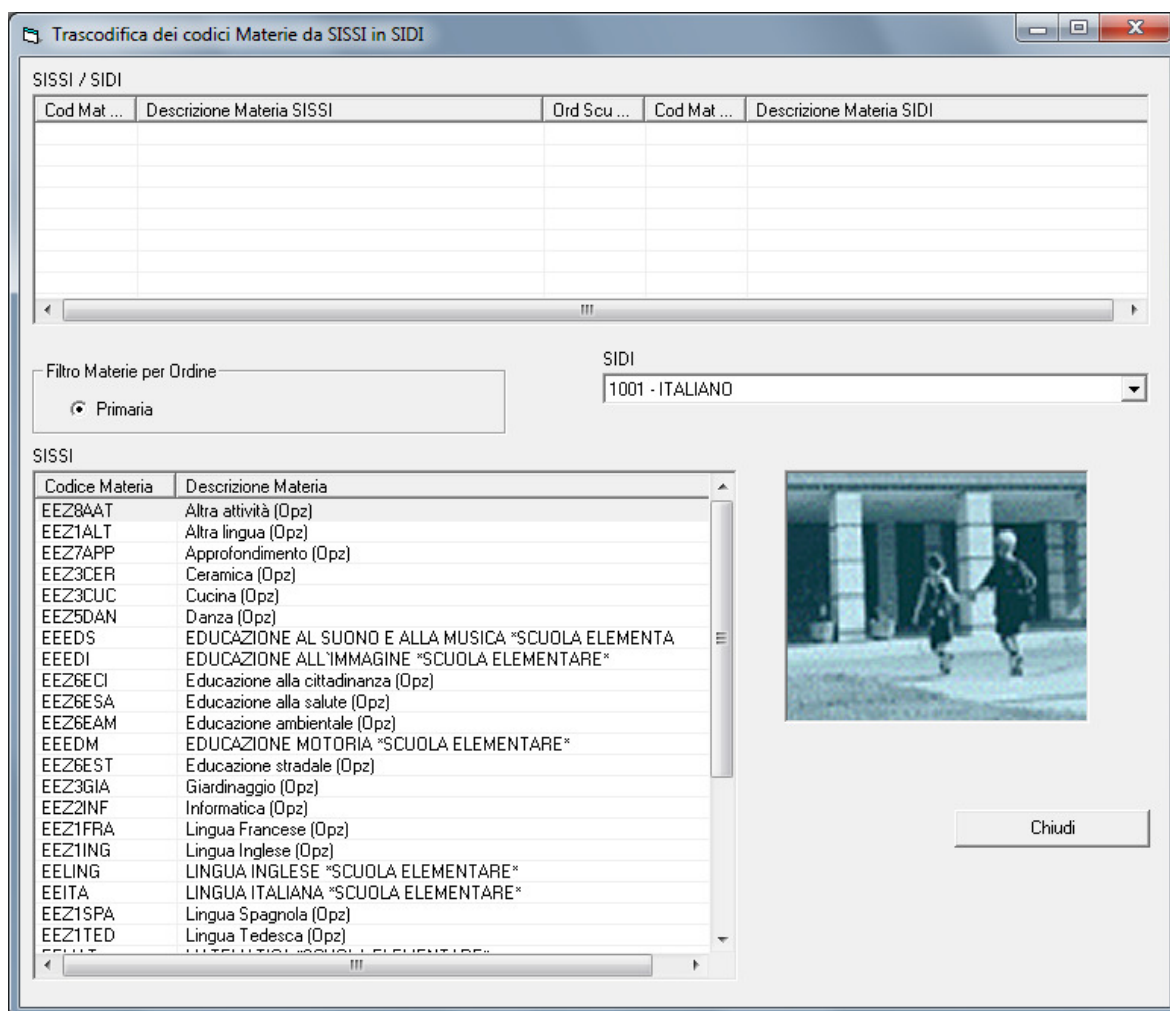 Trascodifica dei codici Materie da SISSI in SIDI
SISSI / SIDI
Cod Mat ... Descrizione Materia SISSI Ord Scu ... Cod Mat ... Descrizione Materia SIDI
Filtro Materie per Ordine
Primaria
SIDI
1001 - ITALIANO
SISSI
Codice Materia Descrizione Materia
EEZ8AAT Altra attività (Opz)
EEZ1ALT Altra lingua (Opz)
EEZ7APP Approfondimento (Opz)
EEZ3CER Ceramica (Opz)
EEZ3CUC Cucina (Opz)
EEZ5DAN Danza (Opz)
EEEDS EDUCAZIONE AL SUONO E ALLA MUSICA *SCUOLA ELEMENTA
EEEDI EDUCAZIONE ALL`IMMAGINE *SCUOLA ELEMENTARE*
EEZ6ECI Educazione alla cittadinanza (Opz)
EEZ6ESA Educazione alla salute (Opz)
EEZ6EAM Educazione ambientale (Opz)
EEEDM EDUCAZIONE MOTORIA *SCUOLA ELEMENTARE*
EEZ6EST Educazione stradale (Opz)
EEZ3GIA Giardinaggio (Opz)
EEZ2INF Informatica (Opz)
EEZ1FRA Lingua Francese (Opz)
EEZ1ING Lingua Inglese (Opz)
EELING LINGUA INGLESE *SCUOLA ELEMENTARE*
EEITA LINGUA ITALIANA *SCUOLA ELEMENTARE*
EEZ1SPA Lingua Spagnola (Opz)
EEZ1TED Lingua Tedesca (Opz)
Chiudi